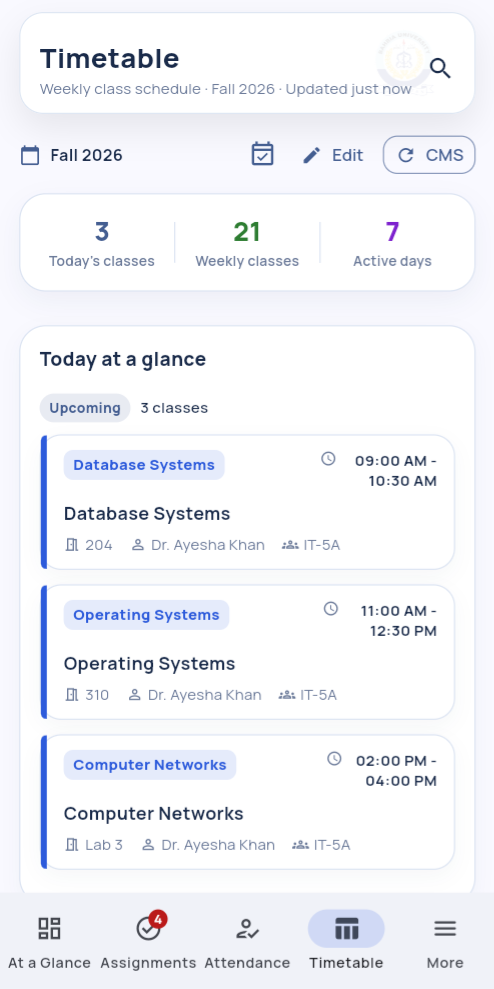 Timetable
Weekly class schedule · Fall 2026 · Updated just now
Fall 2026
Edit
CMS
3
21
7
Today's classes
Weekly classes
Active days
Today at a glance
Upcoming
3 classes
Database Systems
09:00 AM -
10:30 AM
Database Systems
204
Dr. Ayesha Khan
IT-5A
Operating Systems
11:00 AM -
12:30 PM
Operating Systems
310
Dr. Ayesha Khan
IT-5A
Computer Networks
02:00 PM -
04:00 PM
Computer Networks
Lab 3
Dr. Ayesha Khan
IT-5A
4
At a Glance
Assignments
Attendance
Timetable
More